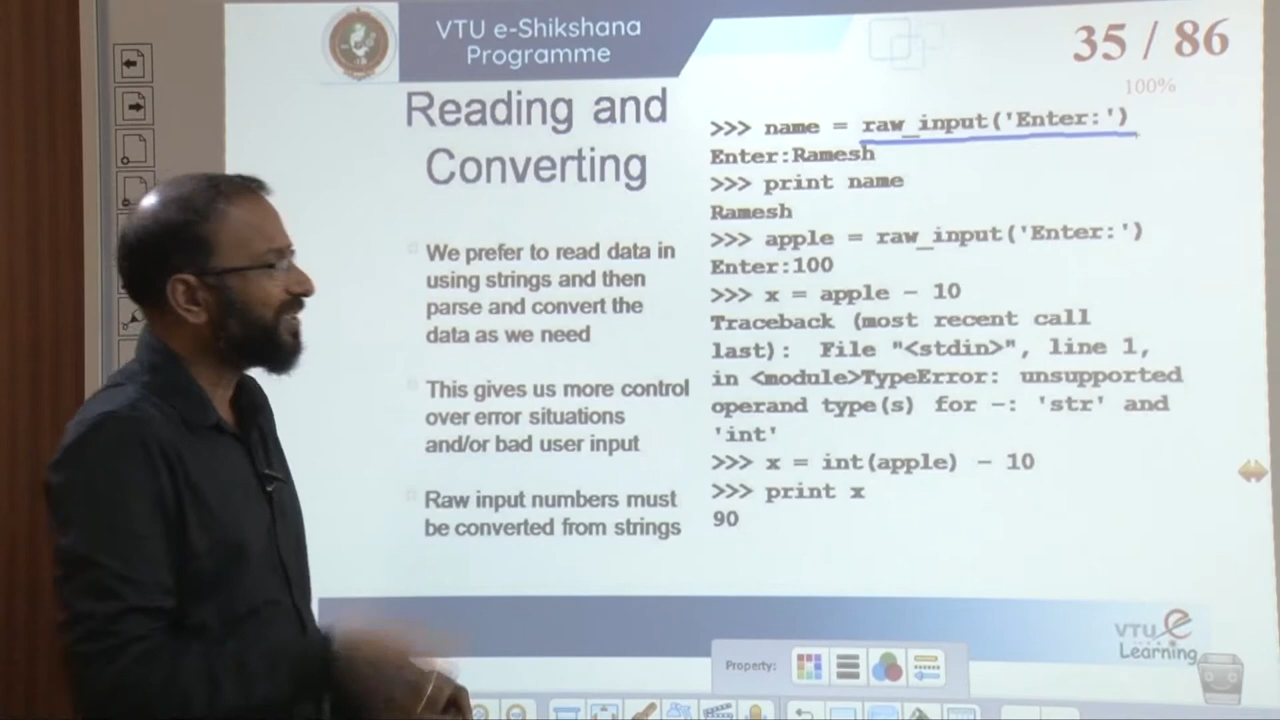 VTU e-Shikshana
Programme
35 / 86
100%
Reading and
Converting
We prefer to read data in
using strings and then
parse and convert the
data as we need
This gives us more control
over error situations
and/or bad user input
Raw input numbers must
be converted from strings
>>> name = raw_input('Enter:')
Enter:Ramesh
>>> print name
Ramesh
>>> apple = raw_input('Enter:')
Enter:100
>>> x = apple – 10
Traceback (most recent call
last): File "<stdin>", line 1,
in <module>TypeError: unsupported
operand type(s) for -: 'str' and
'int'
>>> x = int(apple) – 10
>>> print x
90
VTU e
Learning
Property: